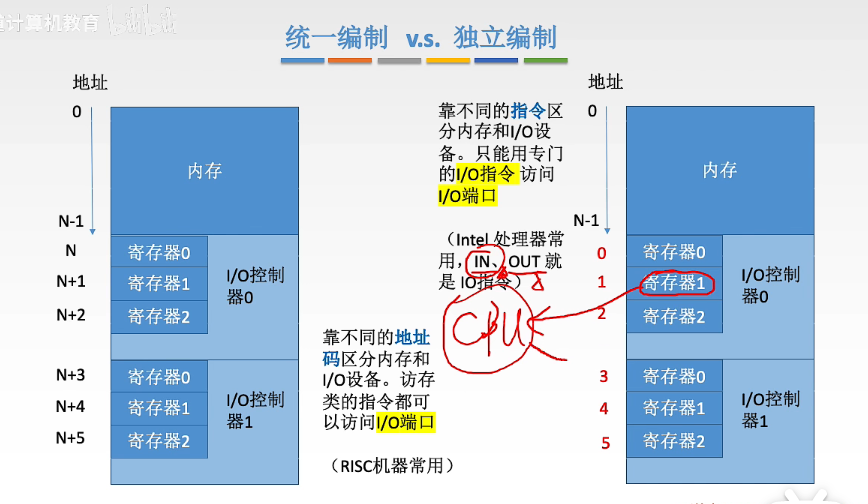 道计算机教育 bilibili
统一编制 v.s. 独立编制
地址
0
N-1
N
N+1
N+2
N+3
N+4
N+5
内存
寄存器0
寄存器1
寄存器2
I/O控制
器0
寄存器0
寄存器1
寄存器2
I/O控制
器1
靠不同的地址
码区分内存和
I/O设备。访存
类的指令都可
以访问I/O端口
（RISC机器常用）
靠不同的指令区
分内存和I/O设
备。只能用专门
的I/O指令 访问
I/O端口
（Intel 处理器常
用，IN、OUT 就
是 IO指令）
CPU
地址
0
N-1
0
1
2
3
4
5
内存
寄存器0
寄存器1
寄存器2
I/O控制
器0
寄存器0
寄存器1
寄存器2
I/O控制
器1